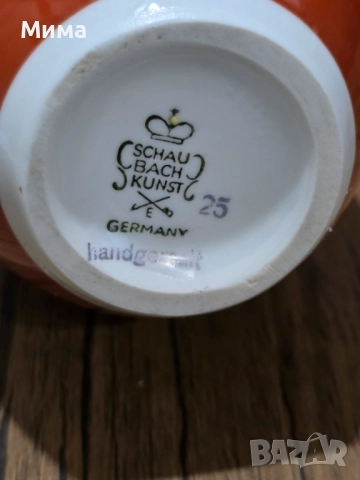 Мима
SCHAU
BACH
KUNST
E
25
GERMANY
handgemalt
BAZAR